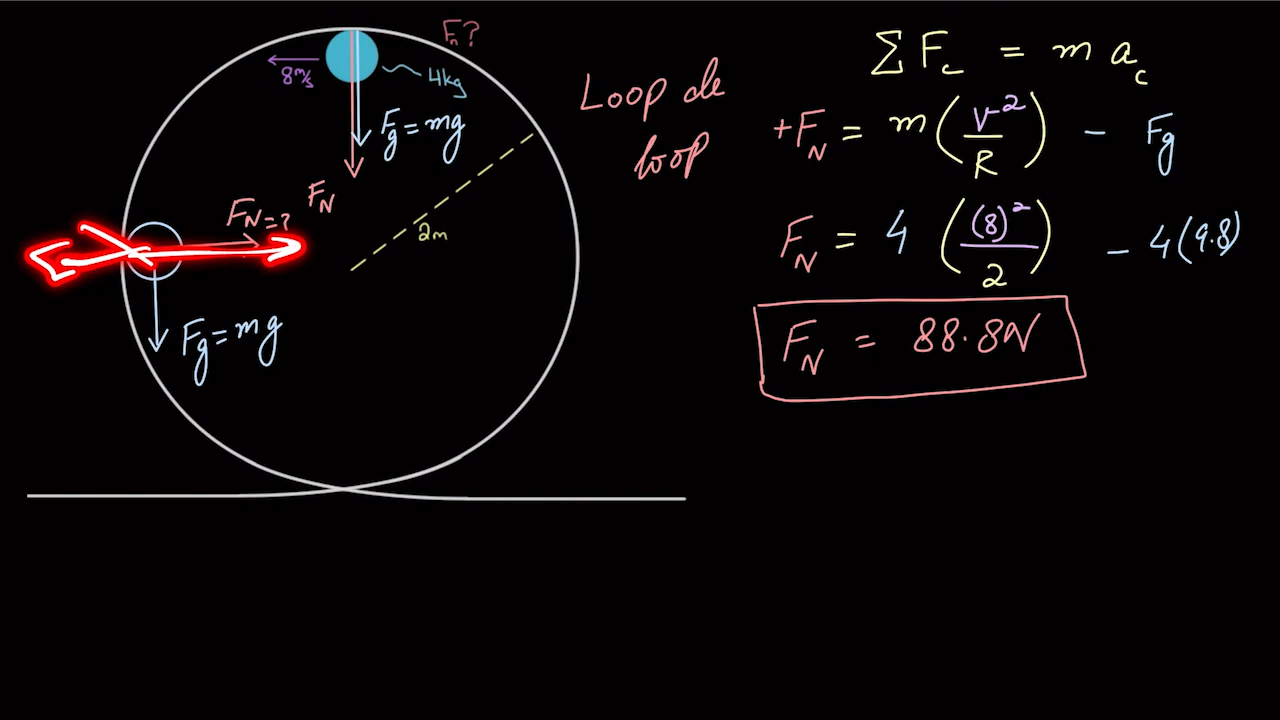 Fn?
8m/s
4kg
Fg = mg
FN
FN = ?
2m
Fg = mg
Loop de
loop
ΣFc = m ac
+FN = m(V²/R) - Fg
FN = 4((8)²/2) - 4(9.8)
FN = 88.8N